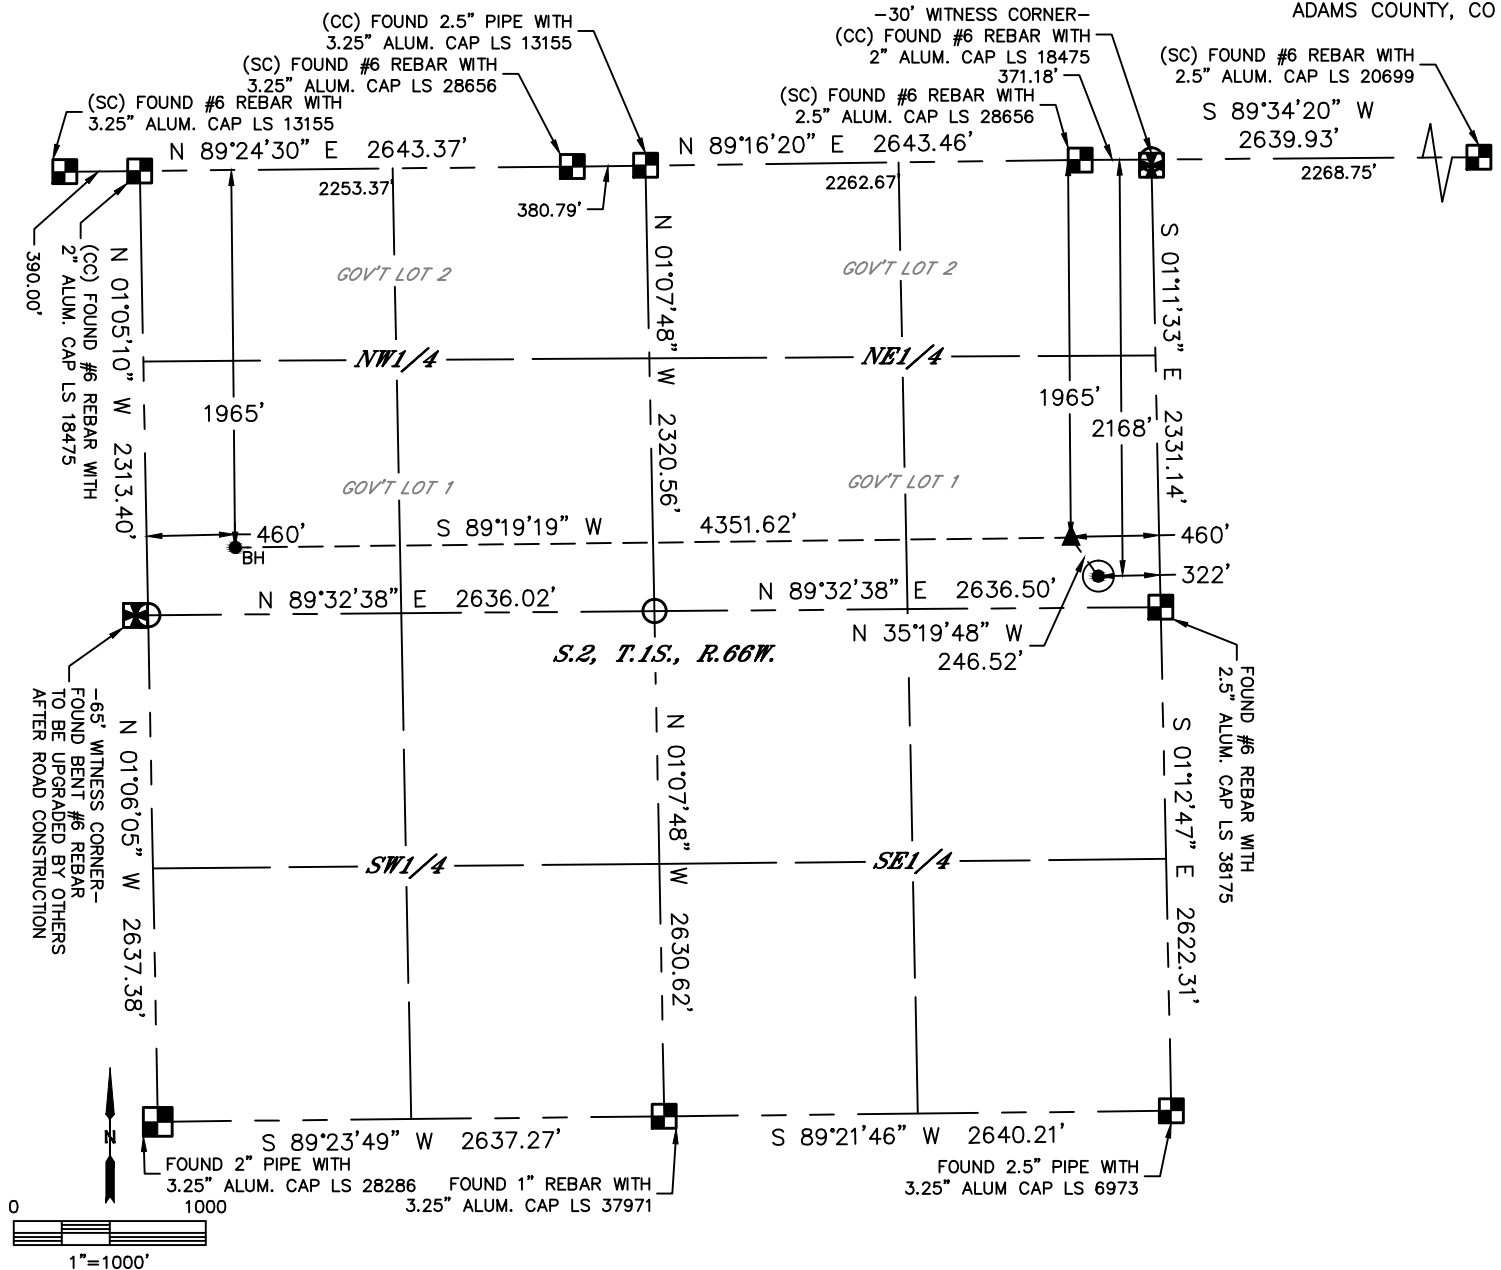 ADAMS COUNTY, CO
(CC) FOUND 2.5" PIPE WITH
3.25" ALUM. CAP LS 13155
(SC) FOUND #6 REBAR WITH
3.25" ALUM. CAP LS 28656
(SC) FOUND #6 REBAR WITH
3.25" ALUM. CAP LS 13155
-30' WITNESS CORNER-
(CC) FOUND #6 REBAR WITH
2" ALUM. CAP LS 18475
371.18'
(SC) FOUND #6 REBAR WITH
2.5" ALUM. CAP LS 28656
(SC) FOUND #6 REBAR WITH
2.5" ALUM. CAP LS 20699
S 89°34'20" W
2639.93'
2268.75'
N 89°24'30" E 2643.37'
2253.37'
380.79'
N 89°16'20" E 2643.46'
2262.67'
390.00'
(CC) FOUND #6 REBAR WITH
2" ALUM. CAP LS 18475
N 01°05'10" W 2313.40'
GOV'T LOT 2
N 01°07'48" W 2320.56'
GOV'T LOT 2
S 01°11'33" E 2331.14'
NW1/4
NE1/4
1965'
1965'
2168'
GOV'T LOT 1
GOV'T LOT 1
460'
BH
S 89°19'19" W 4351.62'
460'
322'
N 89°32'38" E 2636.02'
N 89°32'38" E 2636.50'
N 35°19'48" W
246.52'
S.2, T.1S., R.66W.
-65' WITNESS CORNER-
FOUND BENT #6 REBAR
TO BE UPGRADED BY OTHERS
AFTER ROAD CONSTRUCTION
N 01°06'05" W 2637.38'
N 01°07'48" W 2630.62'
S 01°12'47" E 2622.31'
FOUND #6 REBAR WITH
2.5" ALUM. CAP LS 38175
SW1/4
SE1/4
S 89°23'49" W 2637.27'
S 89°21'46" W 2640.21'
FOUND 2" PIPE WITH
3.25" ALUM. CAP LS 28286
FOUND 1" REBAR WITH
3.25" ALUM. CAP LS 37971
FOUND 2.5" PIPE WITH
3.25" ALUM CAP LS 6973
N
0 1000
1"=1000'